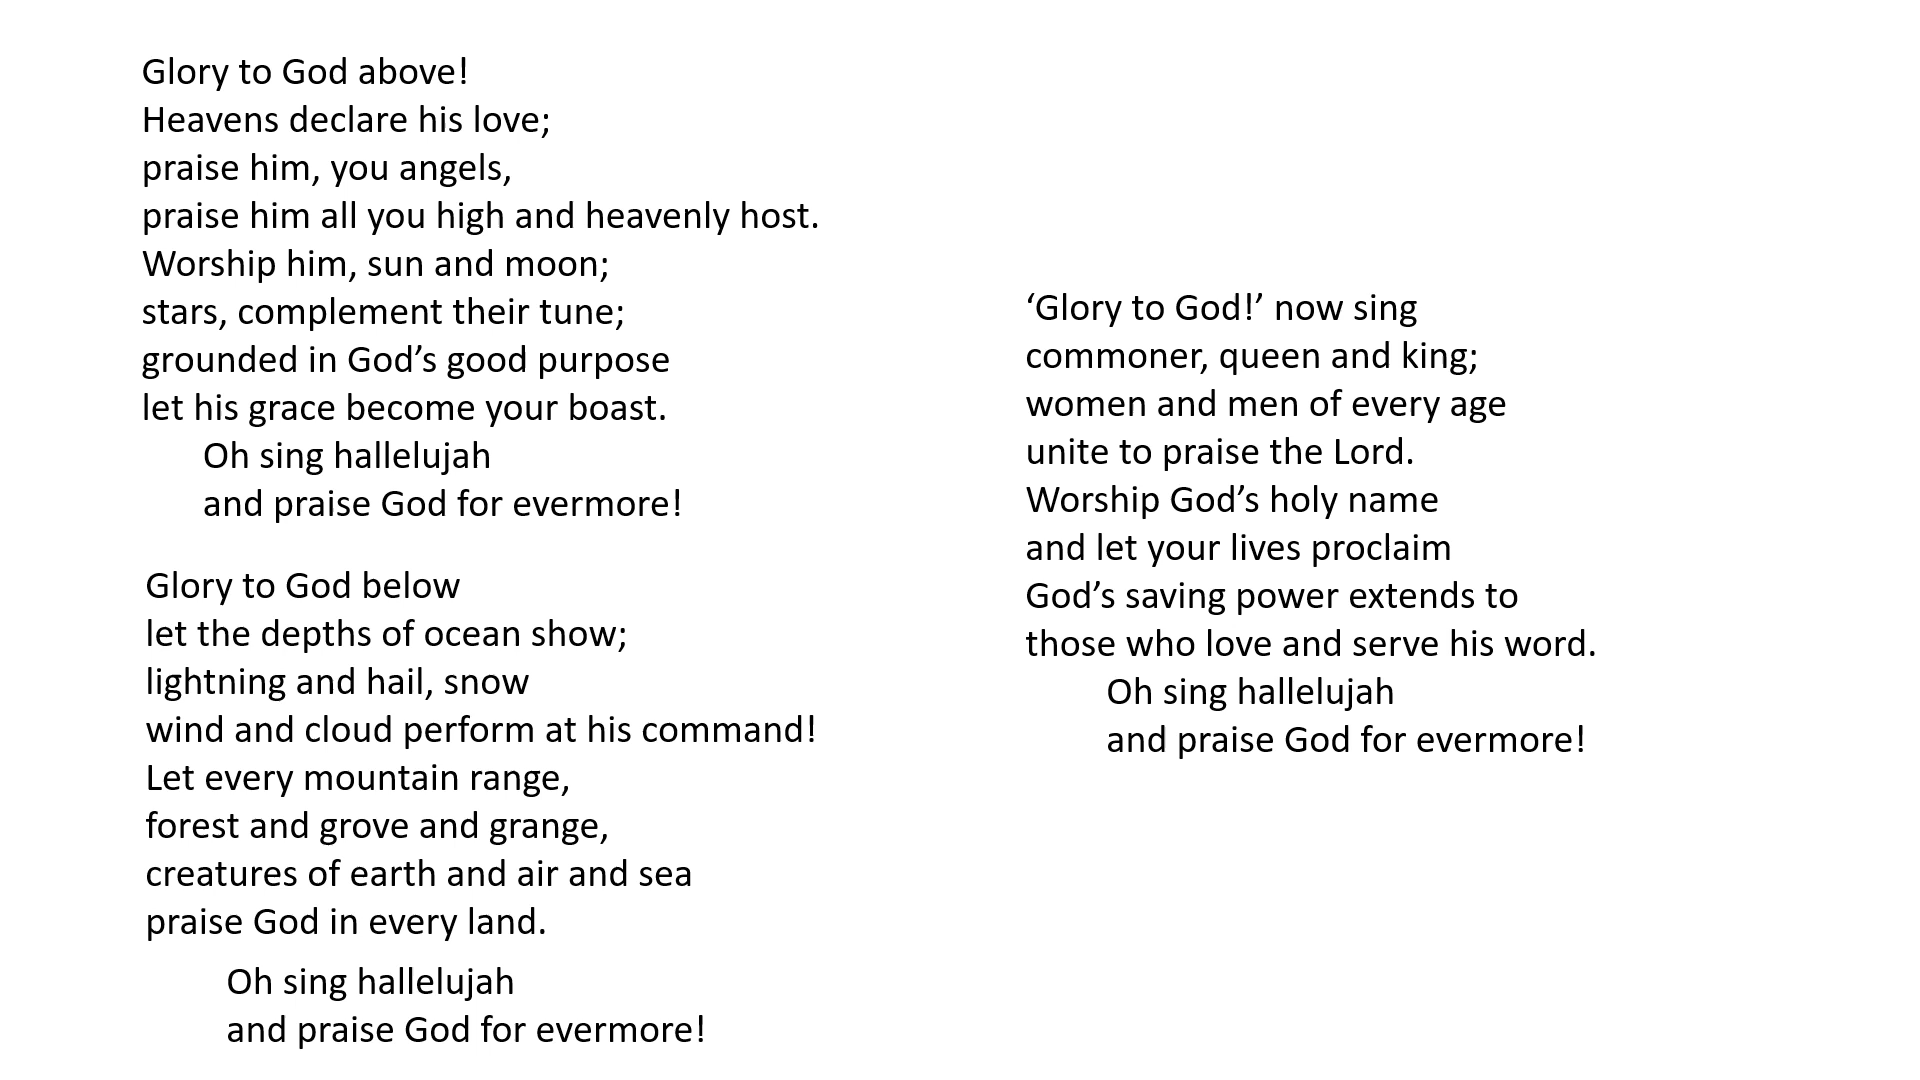 Glory to God above!
Heavens declare his love;
praise him, you angels,
praise him all you high and heavenly host.
Worship him, sun and moon;
stars, complement their tune;
grounded in God’s good purpose
let his grace become your boast.
Oh sing hallelujah
and praise God for evermore!
Glory to God below
let the depths of ocean show;
lightning and hail, snow
wind and cloud perform at his command!
Let every mountain range,
forest and grove and grange,
creatures of earth and air and sea
praise God in every land.
Oh sing hallelujah
and praise God for evermore!
‘Glory to God!’ now sing
commoner, queen and king;
women and men of every age
unite to praise the Lord.
Worship God’s holy name
and let your lives proclaim
God’s saving power extends to
those who love and serve his word.
Oh sing hallelujah
and praise God for evermore!